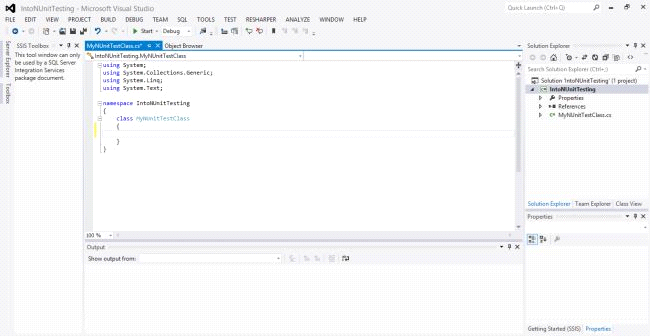 IntoNUnitTesting - Microsoft Visual Studio
Quick Launch (Ctrl+Q)
FILE EDIT VIEW PROJECT BUILD DEBUG TEAM SQL TOOLS TEST RESHARPER ANALYZE WINDOW HELP
Start Debug
Server Explorer
Toolbox
SSIS Toolbox
This tool window can only
be used by a SQL Server
Integration Services
package document.
MyNUnitTestClass.cs* Object Browser
IntoNUnitTesting.MyNUnitTestClass
using System;
using System.Collections.Generic;
using System.Linq;
using System.Text;
namespace IntoNUnitTesting
{
class MyNUnitTestClass
{
}
}
100 %
Output
Show output from:
Solution Explorer
Search Solution Explorer (Ctrl+;)
Solution 'IntoNUnitTesting' (1 project)
IntoNUnitTesting
Properties
References
C# MyNUnitTestClass.cs
Solution Explorer Team Explorer Class View
Properties
Getting Started (SSIS) Properties